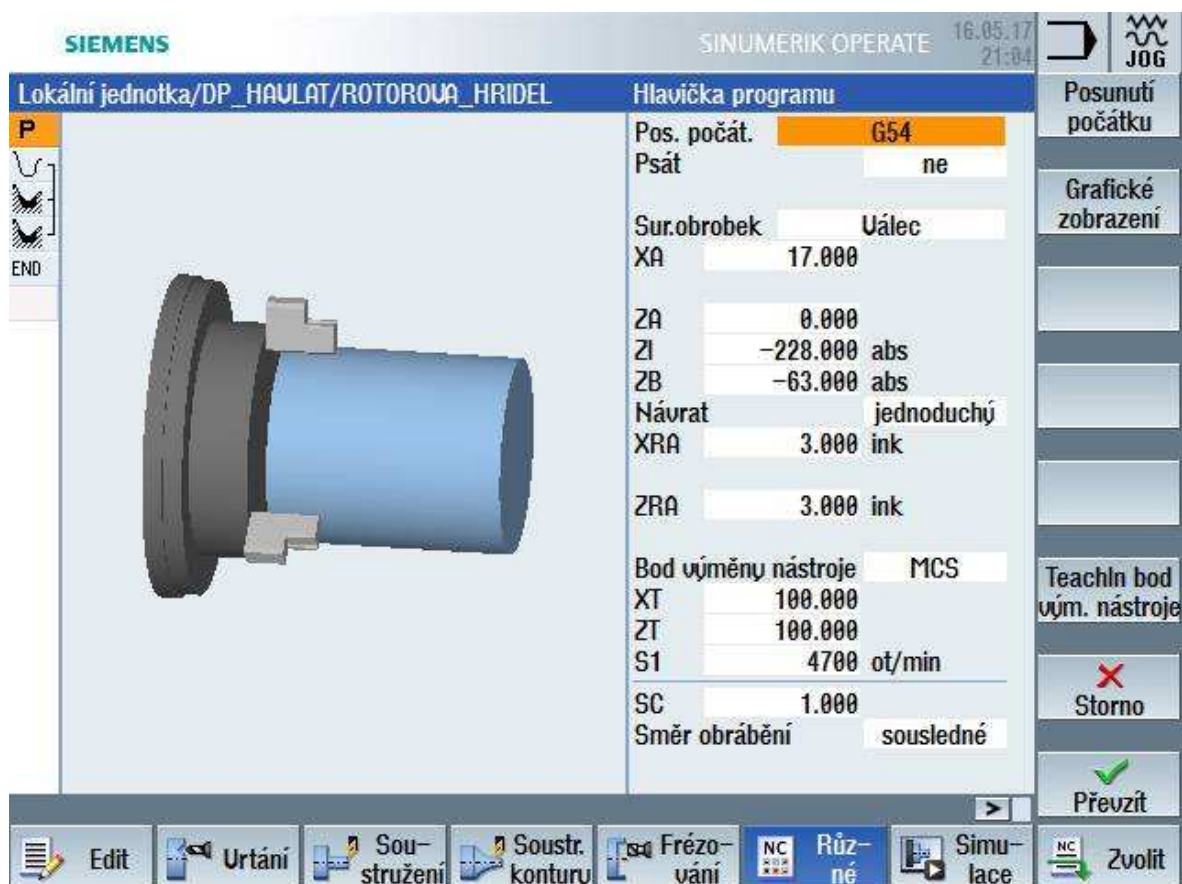 SIEMENS
SINUMERIK OPERATE
16.05.17
21:04
JOG
Lokální jednotka/DP_HAVLAT/ROTOROVA_HRIDEL
Hlavička programu
P
END
Pos. počát. G54
Psát ne
Sur.obrobek Válec
XA 17.000
ZA 0.000
ZI -228.000 abs
ZB -63.000 abs
Návrat jednoduchý
XRA 3.000 ink
ZRA 3.000 ink
Bod výměny nástroje MCS
XT 100.000
ZT 100.000
S1 4700 ot/min
SC 1.000
Směr obrábění sousledné
Posunutí
počátku
Grafické
zobrazení
TeachIn bod
vým. nástroje
Storno
Převzít
>
Edit
Vrtání
Sou-
stružení
Soustr.
konturu
Frézo-
vání
NC
Růz-
né
Simu-
lace
NC
Zvolit